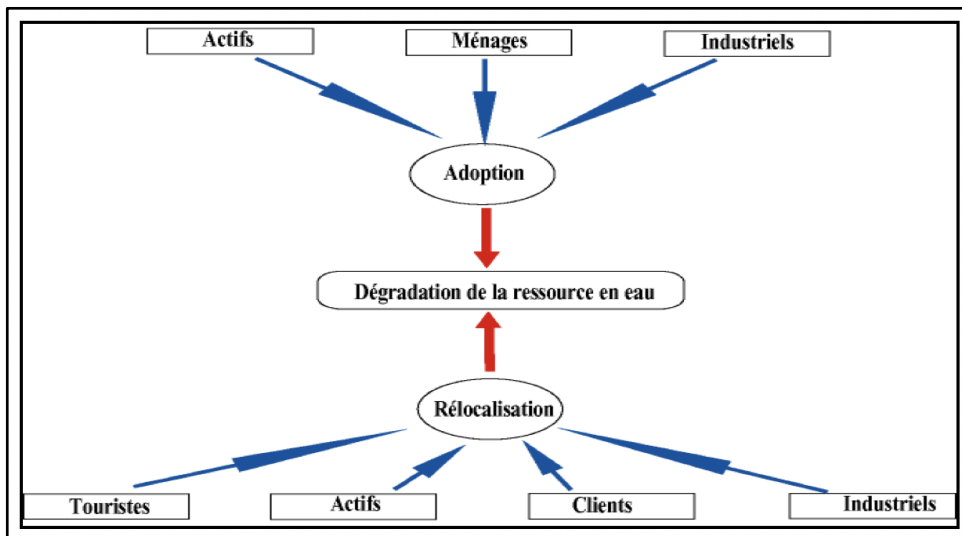 Actifs
Ménages
Industriels
Adoption
Dégradation de la ressource en eau
Rélocalisation
Touristes
Actifs
Clients
Industriels